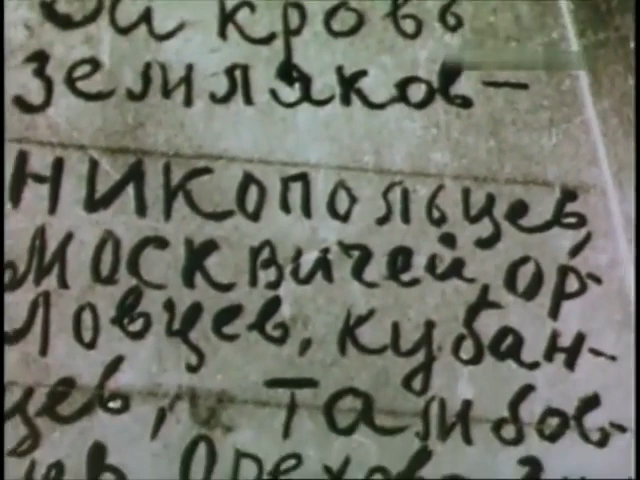 кровь
земляков—
никопольцев,
москвичей, ор-
ловцев, кубан-
цев, тамбов-